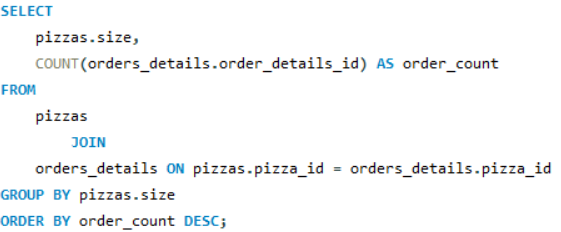 SELECT
    pizzas.size,
    COUNT(orders_details.order_details_id) AS order_count
FROM
    pizzas
        JOIN
    orders_details ON pizzas.pizza_id = orders_details.pizza_id
GROUP BY pizzas.size
ORDER BY order_count DESC;